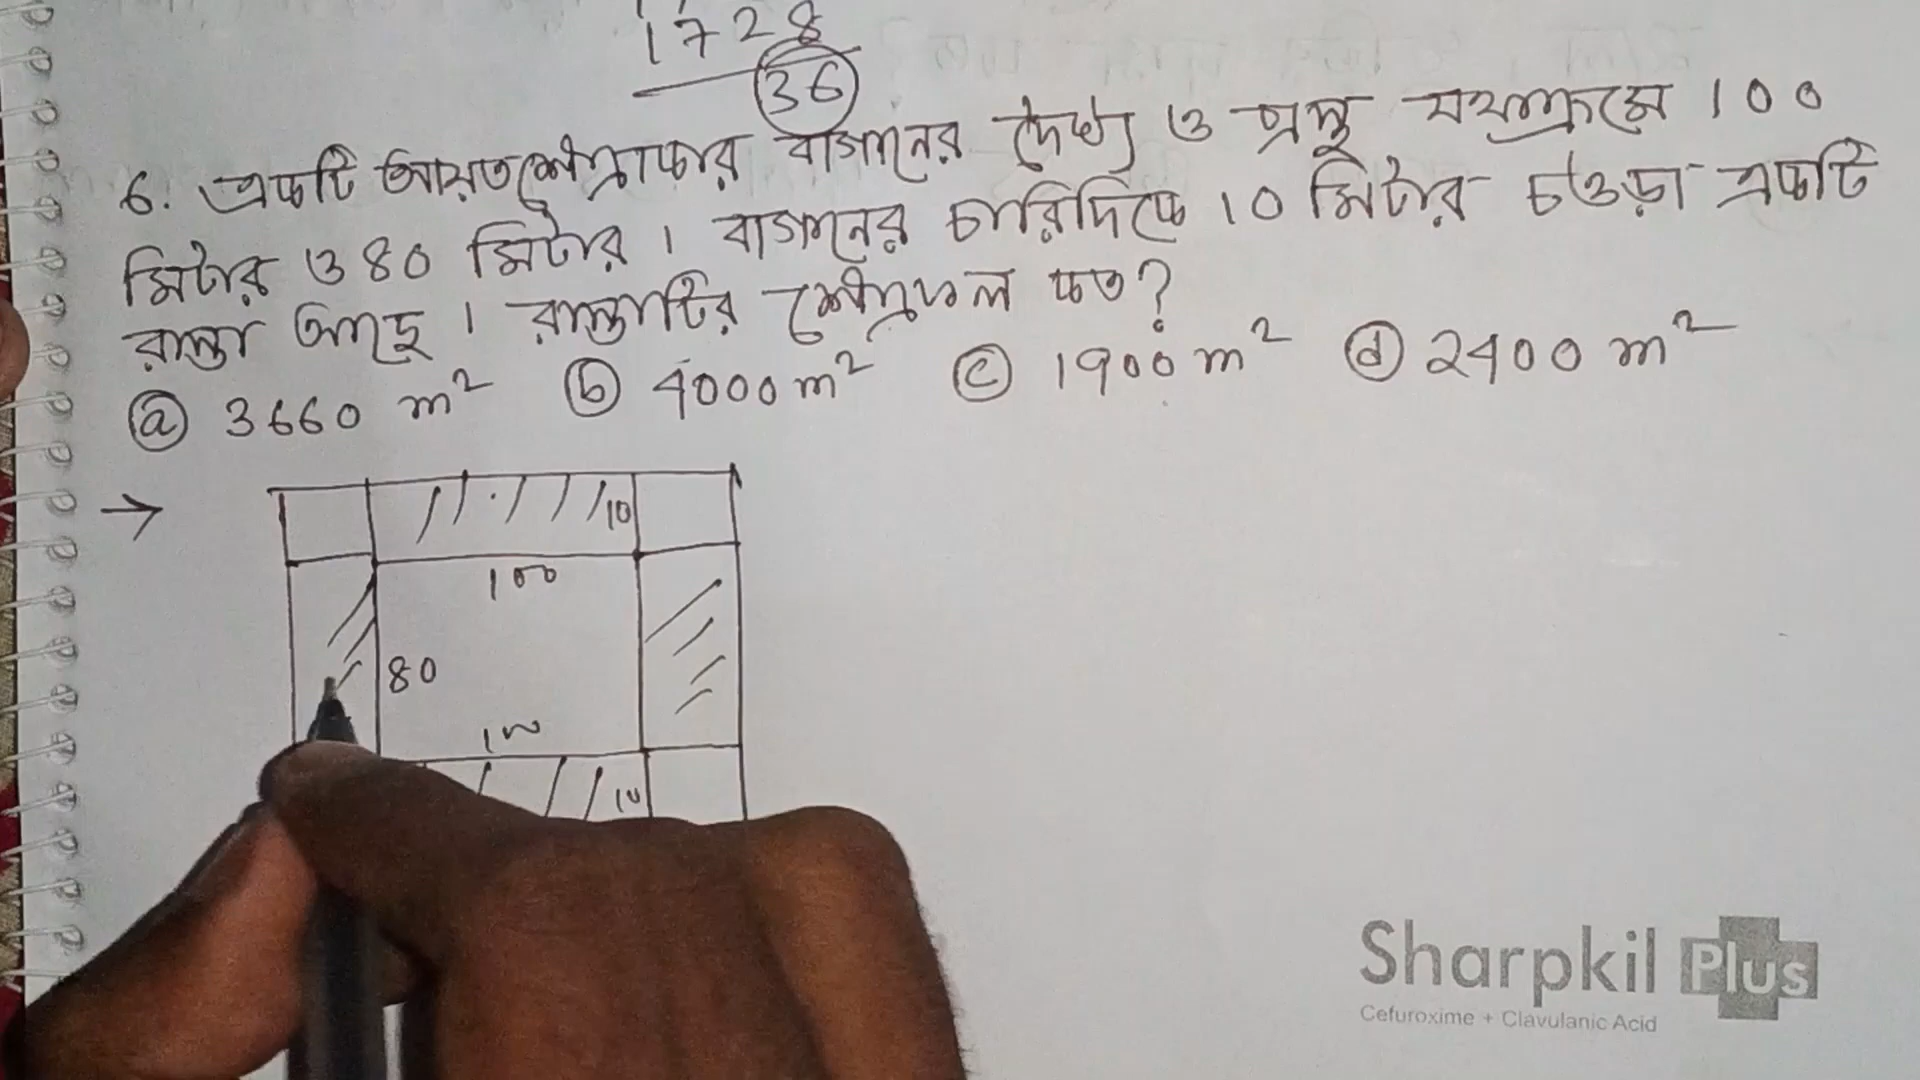 1728
36
6. একটি আয়তক্ষেত্রাকার বাগানের দৈর্ঘ্য ও প্রস্থ যথাক্রমে 100
মিটার ও 80 মিটার । বাগানের চারিদিকে 10 মিটার চওড়া একটি
রাস্তা আছে । রাস্তাটির ক্ষেত্রফল কত?
ⓐ 3660 m² ⓑ 4000 m² ⓒ 1900 m² ⓓ 2400 m²
→
10
100
80
100
10
Sharpkil Plus
Cefuroxime + Clavulanic Acid